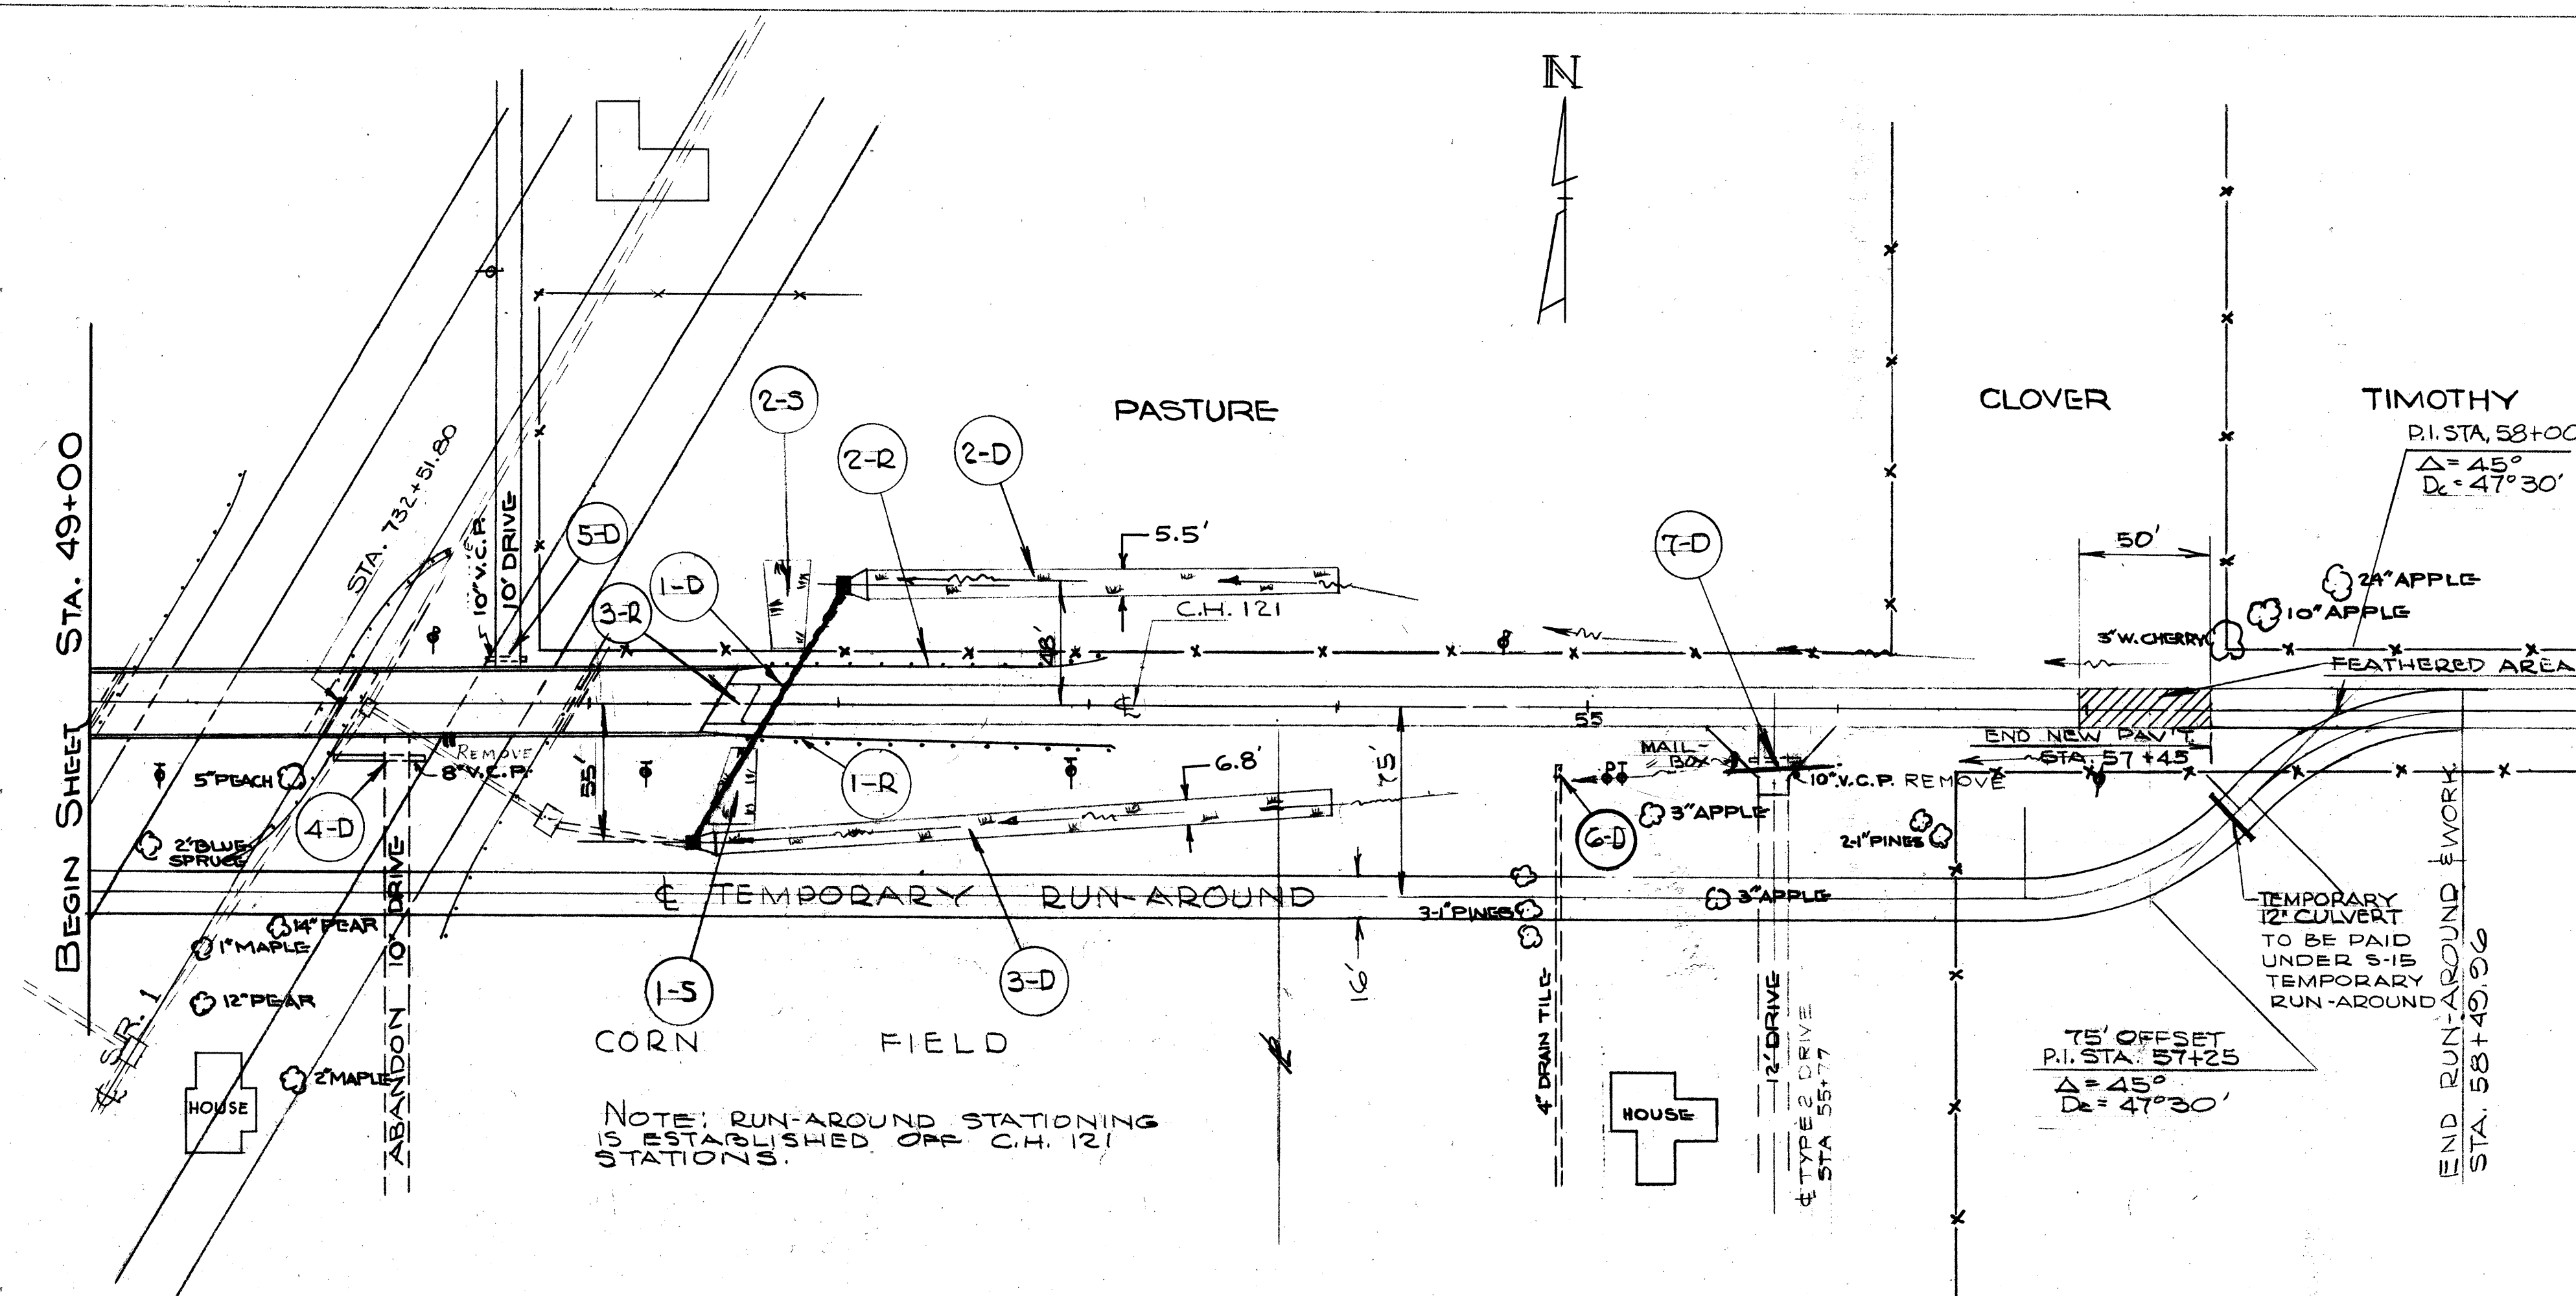 N
BEGIN SHEET STA. 49+00
STA. 732+51.80
10" V.C.P.
10' DRIVE
5-D
3-R
1-D
2-S
2-R
2-D
PASTURE
5.5'
C.H. 121
48'
℄
7-D
CLOVER
TIMOTHY
P.I. STA. 58+00
Δ= 45°
Dc= 47°30'
50'
24" APPLE
10" APPLE
3" W. CHERRY
FEATHERED AREA
55
END NEW PAV'T.
STA. 57+45
REMOVE
8" V.C.P.
5" PEACH
4-D
2" BLUE
SPRUCE
55'
1-R
6.8'
75'
MAIL-
BOX
PT
10" V.C.P. REMOVE
6-D
3" APPLE
2-1" PINES
℄ TEMPORARY RUN-AROUND
3-1" PINES
3" APPLE
14" PEAR
1" MAPLE
12" PEAR
2" MAPLE
℄ S.R. 1
HOUSE
ABANDON 10' DRIVE
1-S
3-D
16'
CORN FIELD
NOTE: RUN-AROUND STATIONING
IS ESTABLISHED OFF C.H. 121
STATIONS.
4" DRAIN TILE
HOUSE
12' DRIVE
℄ TYPE 2 DRIVE
STA 55+77
TEMPORARY
12" CULVERT
TO BE PAID
UNDER S-15
TEMPORARY
RUN-AROUND
75' OFFSET
P.I. STA. 57+25
Δ= 45°
Dc= 47°30'
END RUN-AROUND &WORK
STA. 58+49.96